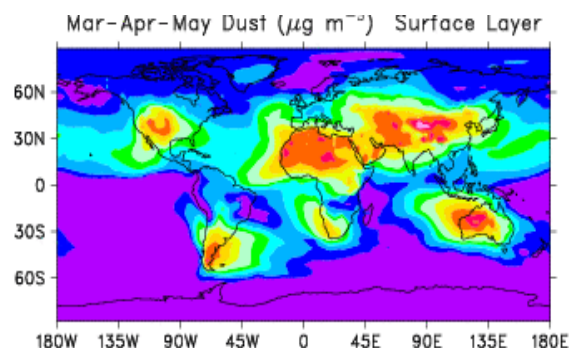 Mar-Apr-May Dust (μg m⁻³) Surface Layer
60N
30N
0
30S
60S
180W 135W 90W 45W 0 45E 90E 135E 180E